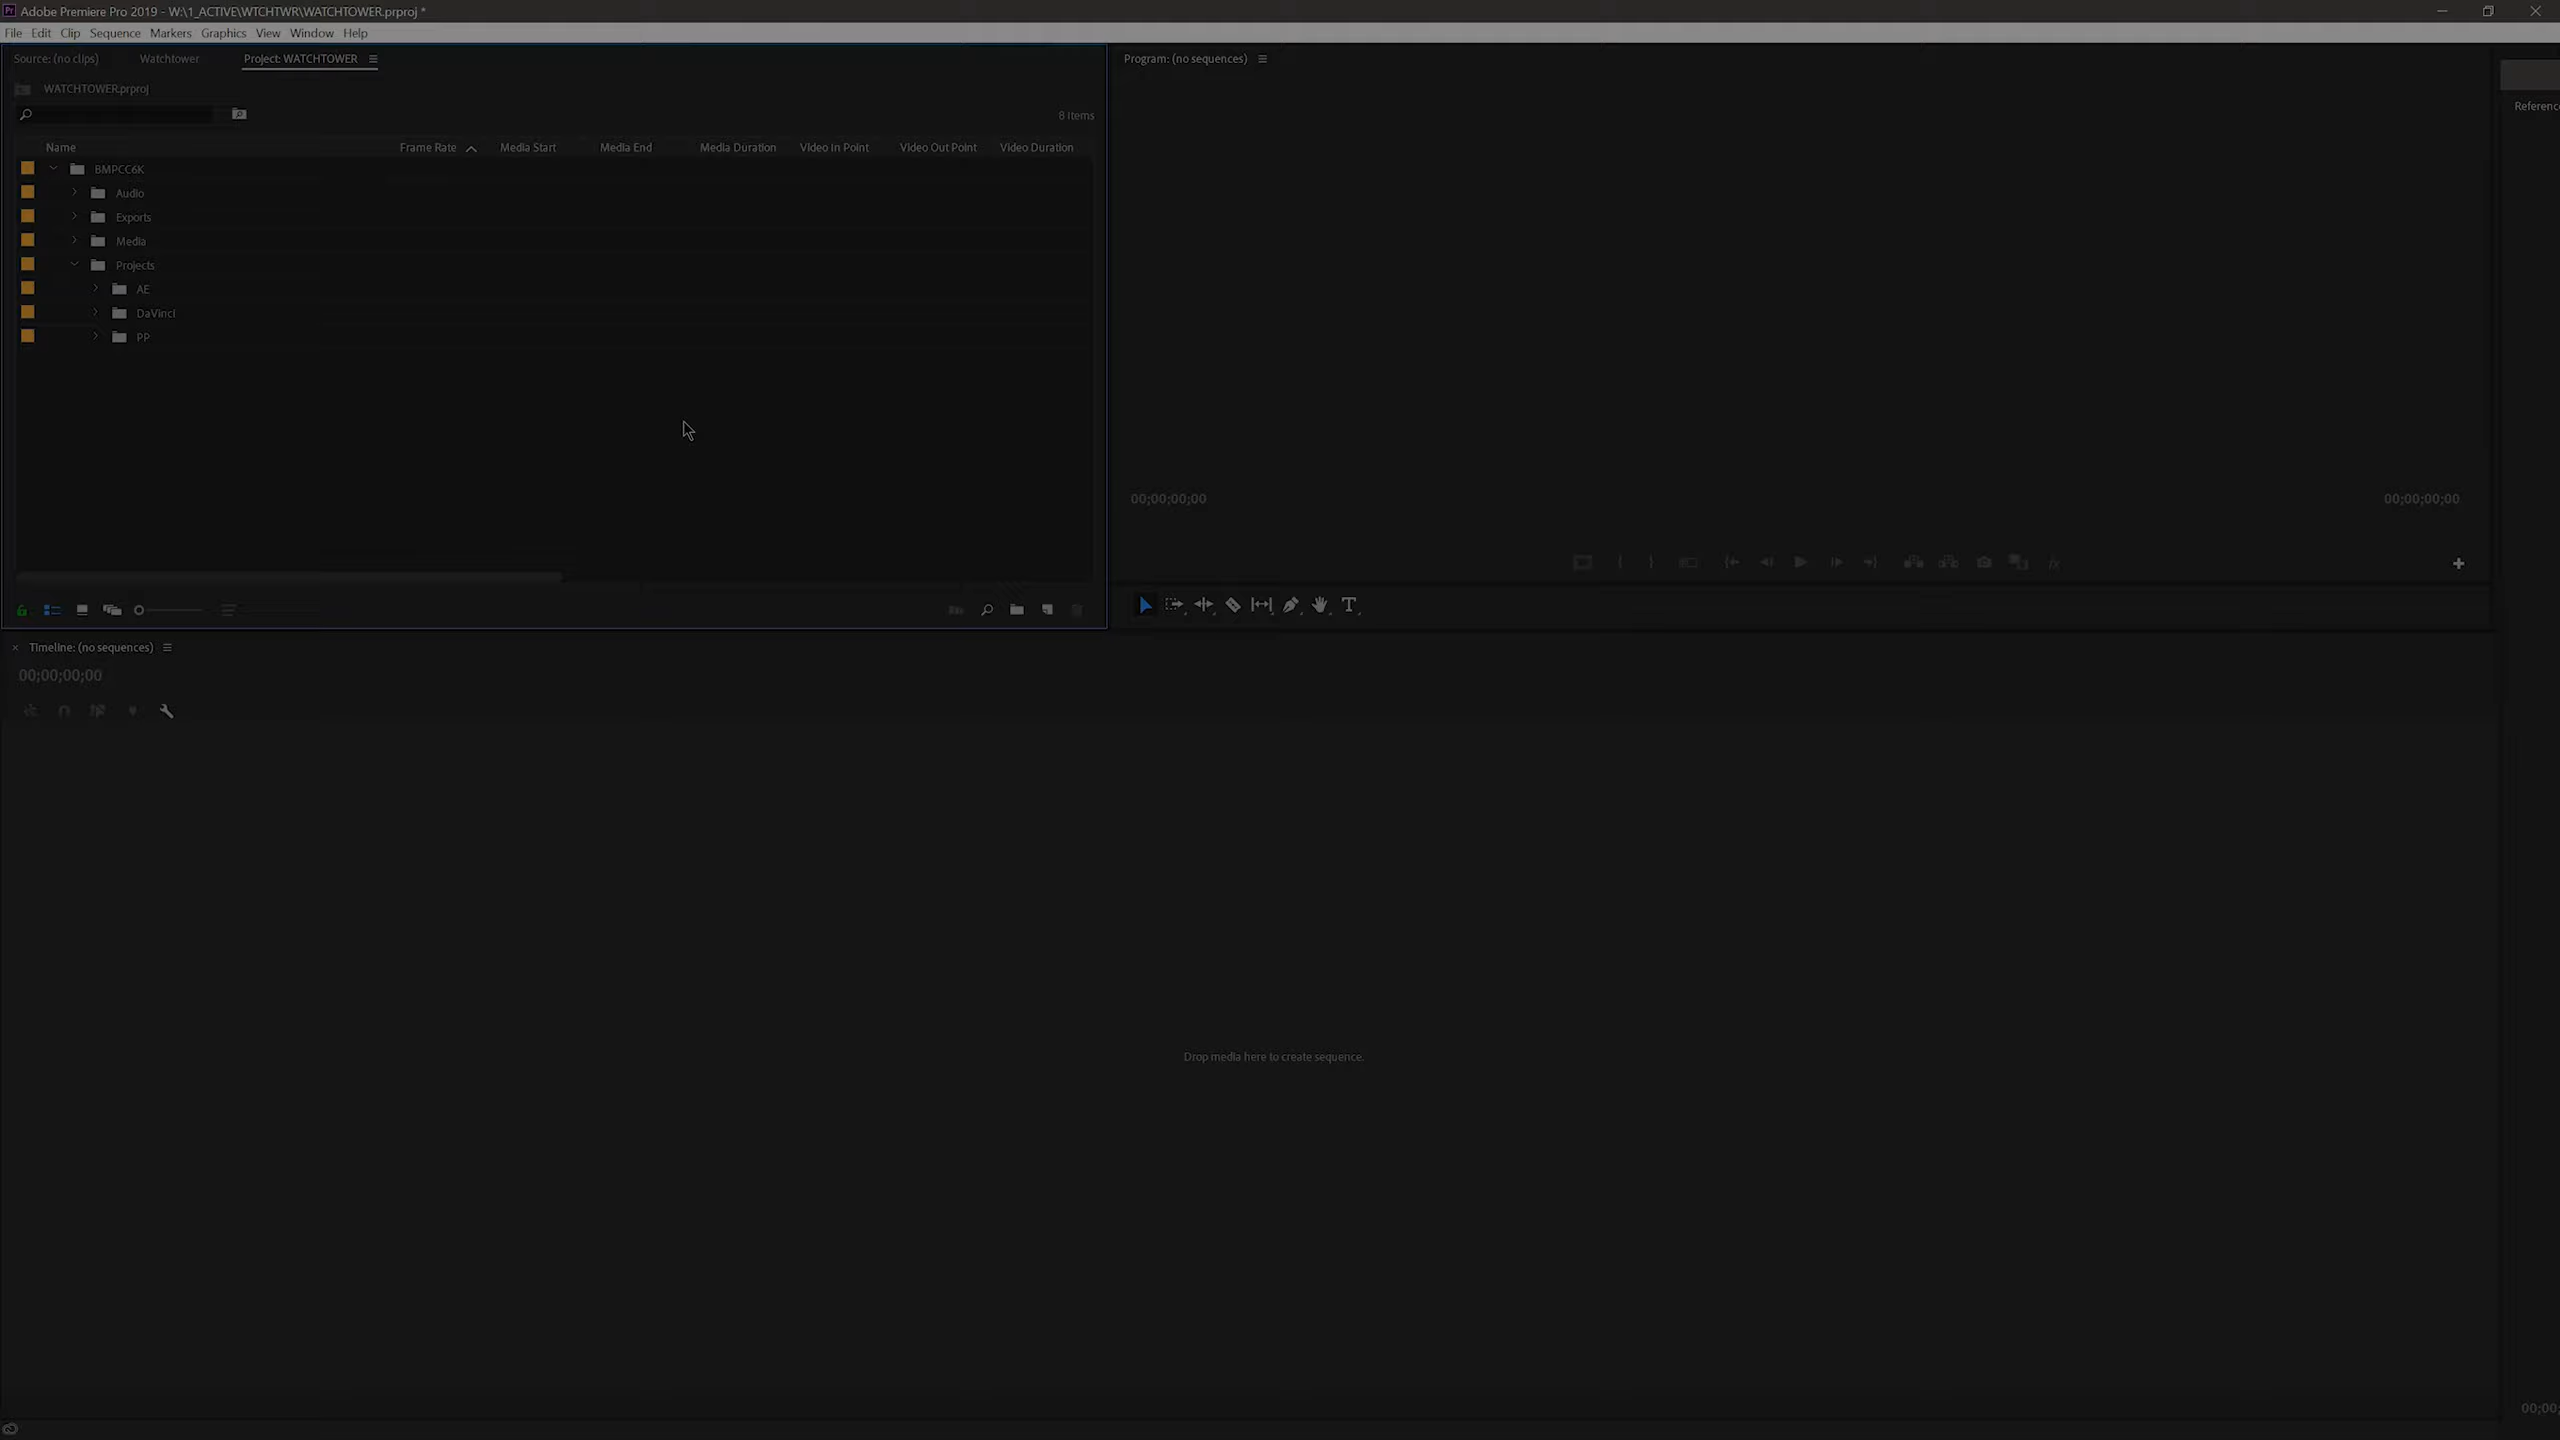 Adobe Premiere Pro 2019 - W:\1_ACTIVE\WTCHTWR\WATCHTOWER.prproj *
File Edit Clip Sequence Markers Graphics View Window Help
Source: (no clips) Watchtower Project: WATCHTOWER
Program: (no sequences)
WATCHTOWER.prproj
Reference
8 Items
Name Frame Rate Media Start Media End Media Duration Video In Point Video Out Point Video Duration
BMPCC6K
Audio
Exports
Media
Projects
AE
DaVinci
PP
00;00;00;00 00;00;00;00
Timeline: (no sequences)
00;00;00;00
Drop media here to create sequence.
00;00;